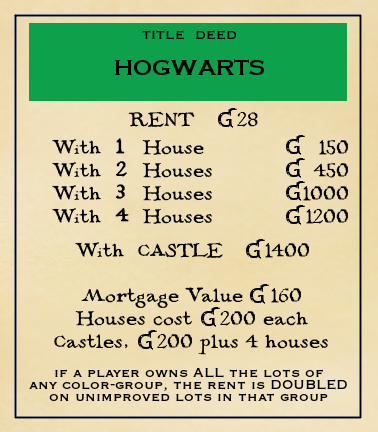 TITLE DEED
HOGWARTS
RENT G28
With 1 House G 150
With 2 Houses G 450
With 3 Houses G1000
With 4 Houses G1200
With CASTLE G1400
Mortgage Value G160
Houses cost G200 each
Castles, G200 plus 4 houses
IF A PLAYER OWNS ALL THE LOTS OF
ANY COLOR-GROUP, THE RENT IS DOUBLED
ON UNIMPROVED LOTS IN THAT GROUP